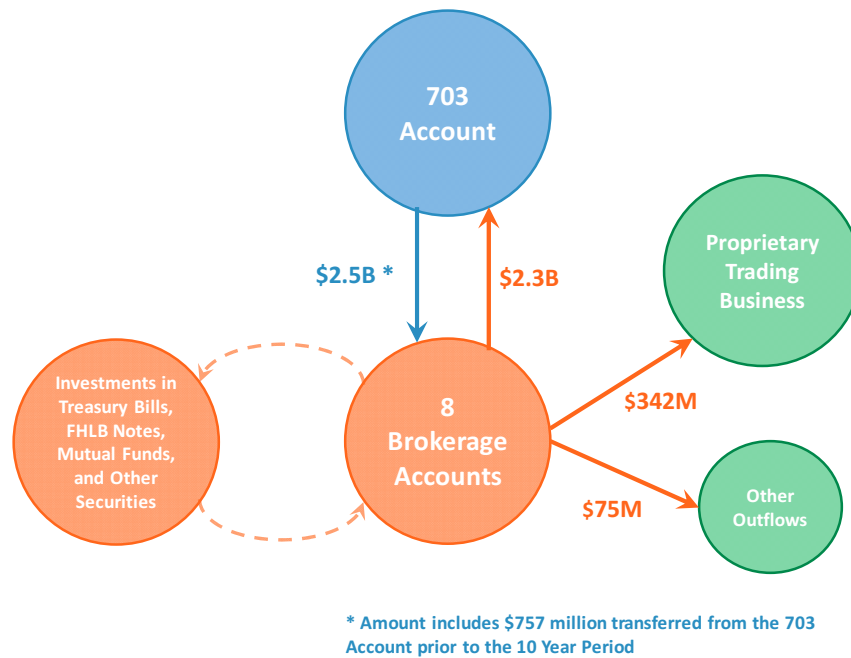 703
Account
$2.5B *
$2.3B
Proprietary
Trading
Business
Investments in
Treasury Bills,
FHLB Notes,
Mutual Funds,
and Other
Securities
8
Brokerage
Accounts
$342M
$75M
Other
Outflows
* Amount includes $757 million transferred from the 703
Account prior to the 10 Year Period